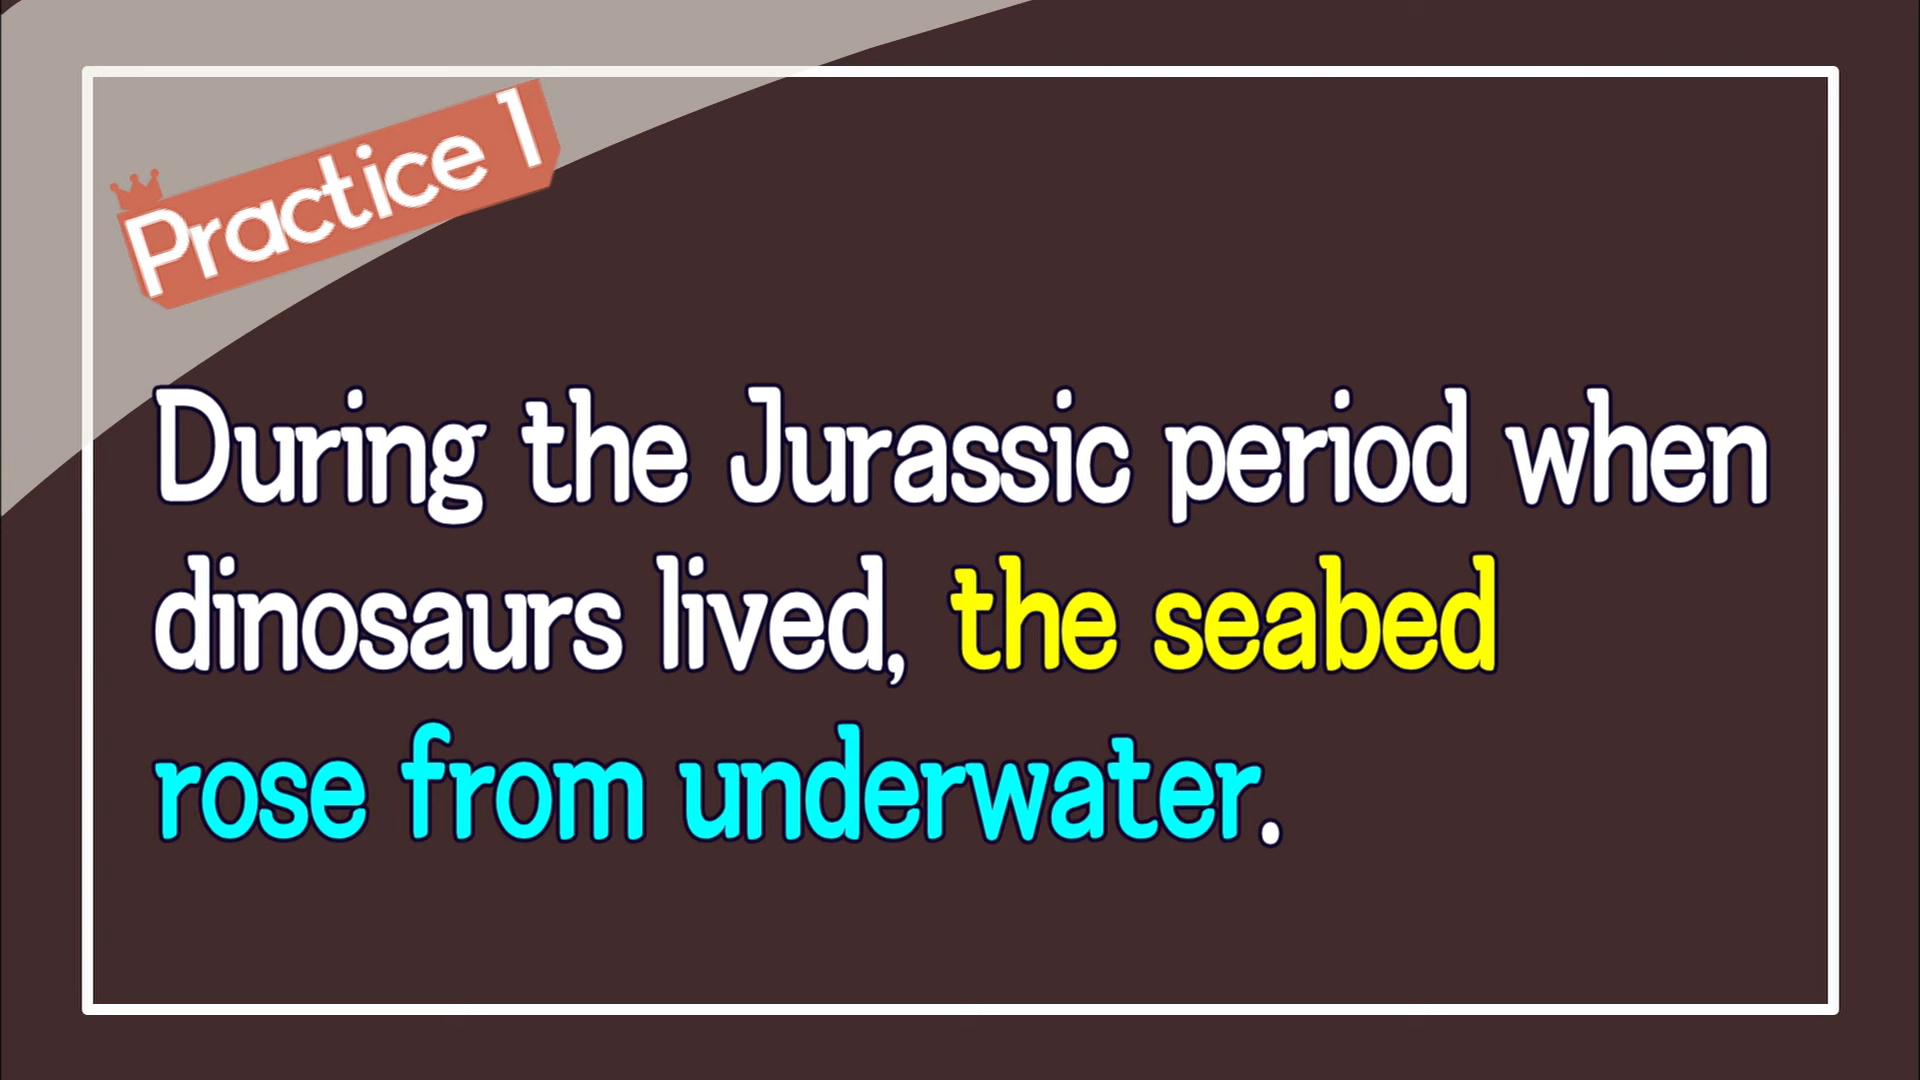 Practice 1
During the Jurassic period when
dinosaurs lived, the seabed
rose from underwater.